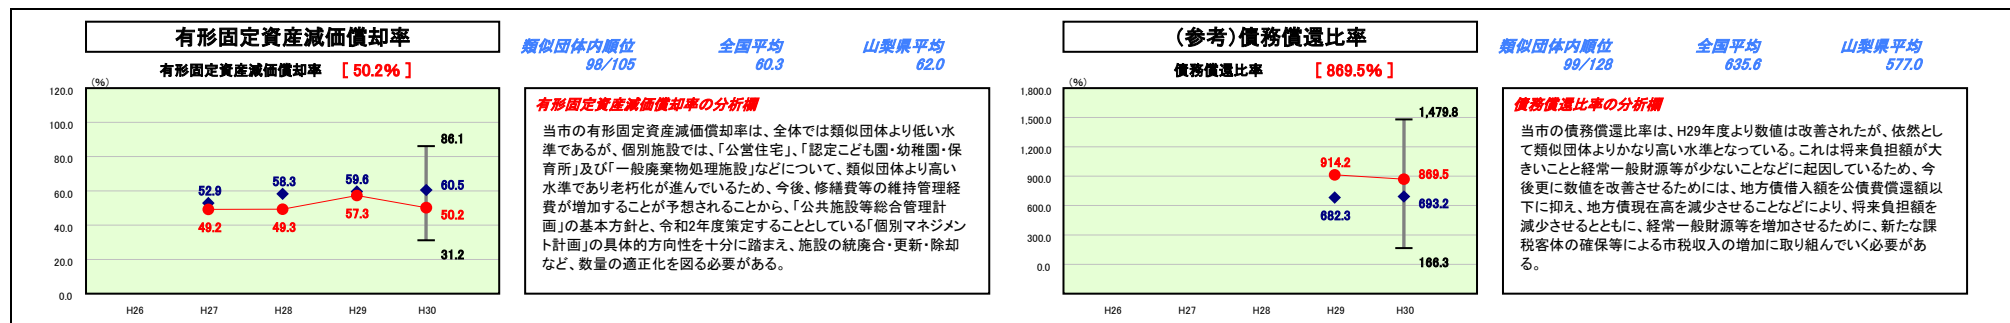 有形固定資産減価償却率
有形固定資産減価償却率 [ 50.2% ]
類似団体内順位 全国平均 山梨県平均
98/105 60.3 62.0
(%)
120.0
100.0
80.0
60.0
40.0
20.0
0.0
86.1
52.9 58.3 59.6 60.5
49.2 49.3 57.3 50.2
31.2
H26 H27 H28 H29 H30
有形固定資産減価償却率の分析欄
当市の有形固定資産減価償却率は、全体では類似団体より低い水
準であるが、個別施設では、「公営住宅」、「認定こども園・幼稚園・保
育所」及び「一般廃棄物処理施設」などについて、類似団体より高い
水準であり老朽化が進んでいるため、今後、修繕費等の維持管理経
費が増加することが予想されることから、「公共施設等総合管理計
画」の基本方針と、令和2年度策定することとしている「個別マネジメン
ト計画」の具体的方向性を十分に踏まえ、施設の統廃合・更新・除却
など、数量の適正化を図る必要がある。
(参考)債務償還比率
債務償還比率 [ 869.5% ]
類似団体内順位 全国平均 山梨県平均
99/128 635.6 577.0
(%)
1,800.0
1,500.0
1,200.0
900.0
600.0
300.0
0.0
1,479.8
914.2 869.5
682.3 693.2
166.3
H26 H27 H28 H29 H30
債務償還比率の分析欄
当市の債務償還比率は、H29年度より数値は改善されたが、依然とし
て類似団体よりかなり高い水準となっている。これは将来負担額が大
きいことと経常一般財源等が少ないことなどに起因しているため、今
後更に数値を改善させるためには、地方債借入額を公債費償還額以
下に抑え、地方債現在高を減少させることなどにより、将来負担額を
減少させるとともに、経常一般財源等を増加させるために、新たな課
税客体の確保等による市税収入の増加に取り組んでいく必要があ
る。